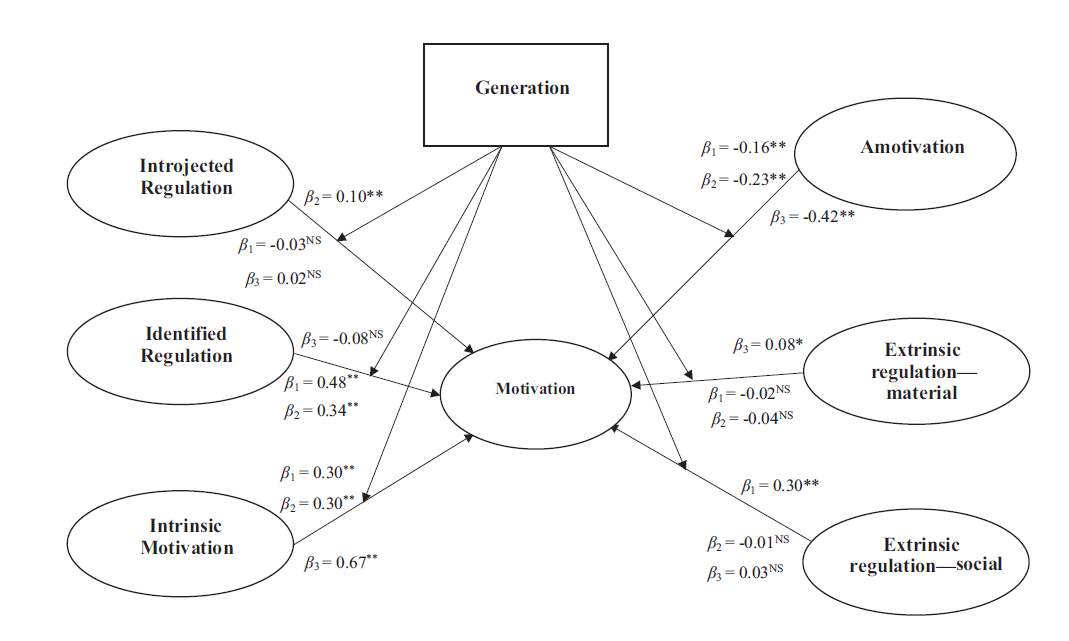 Generation
Introjected
Regulation
β₂ = 0.10**
β₁ = -0.03ᴺˢ
β₃ = 0.02ᴺˢ
Identified
Regulation
β₃ = -0.08ᴺˢ
β₁ = 0.48**
β₂ = 0.34**
Intrinsic
Motivation
β₁ = 0.30**
β₂ = 0.30**
β₃ = 0.67**
Motivation
Amotivation
β₁ = -0.16**
β₂ = -0.23**
β₃ = -0.42**
Extrinsic
regulation—
material
β₃ = 0.08*
β₁ = -0.02ᴺˢ
β₂ = -0.04ᴺˢ
Extrinsic
regulation—social
β₁ = 0.30**
β₂ = -0.01ᴺˢ
β₃ = 0.03ᴺˢ